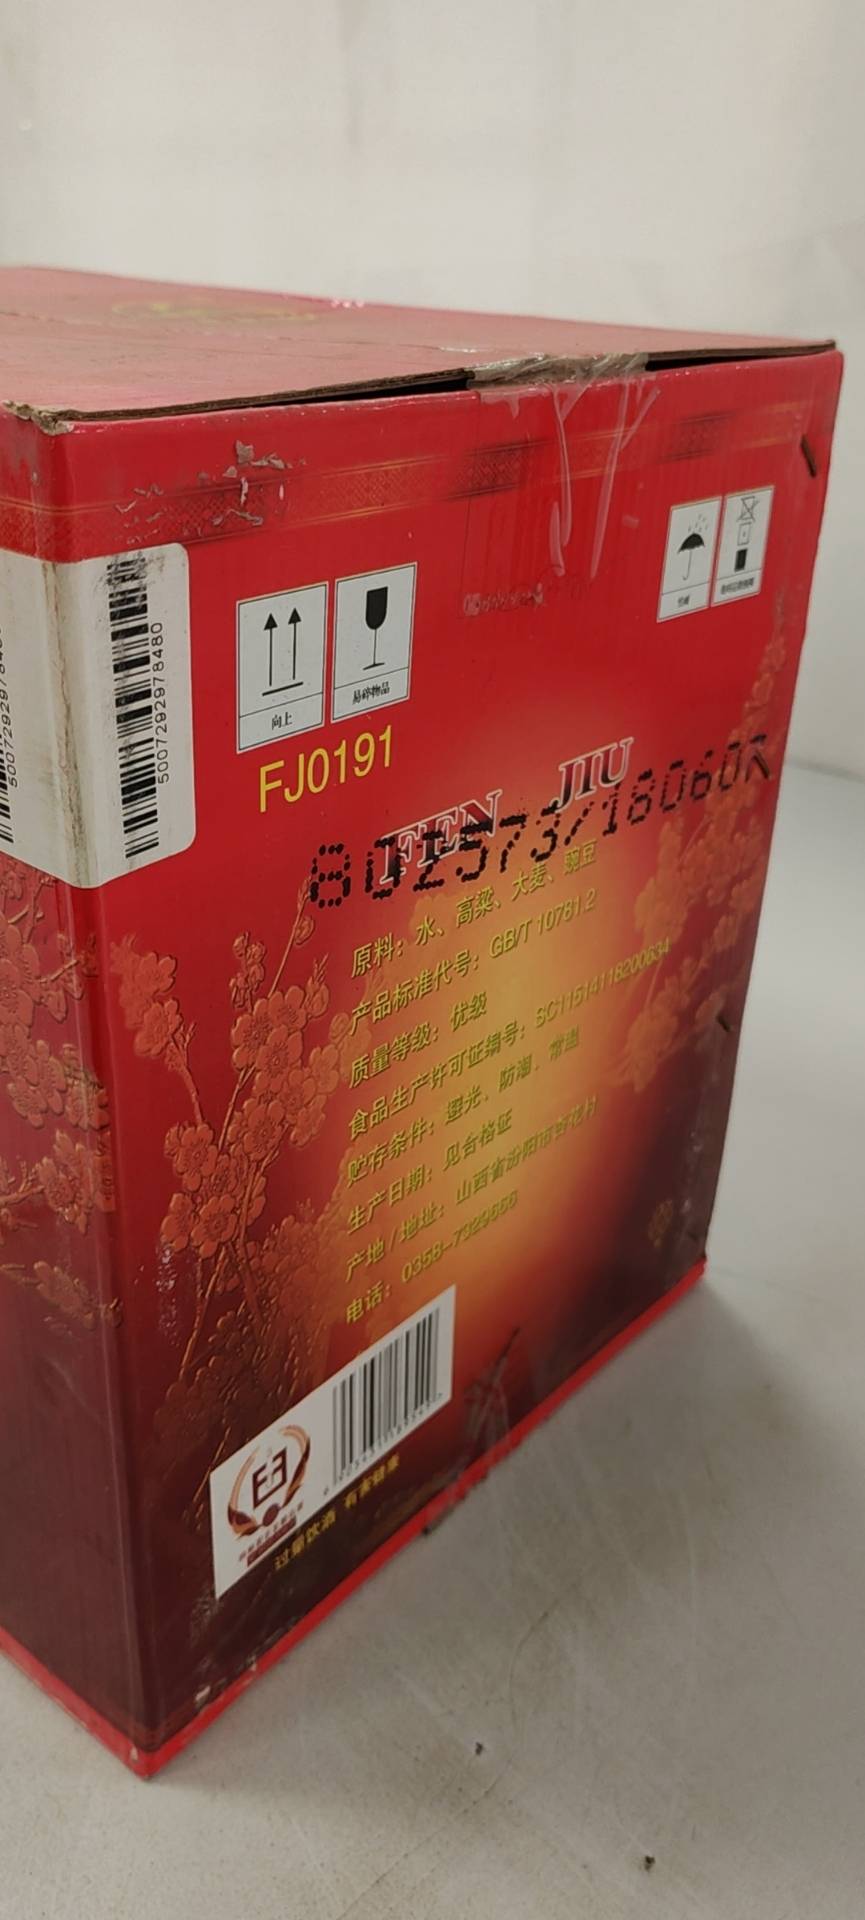 5007292978480
向上
易碎物品
FJ0191
FEN JIU
802573/18060R
原料：水、高粱、大麦、豌豆
产品标准代号：GB/T 10781.2
质量等级：优级
食品生产许可证编号：SC11514118200634
贮存条件：避光、防潮、常温
生产日期：见合格证
产地/地址：山西省汾阳市杏花村
电话：0358-7329666
过量饮酒 有害健康